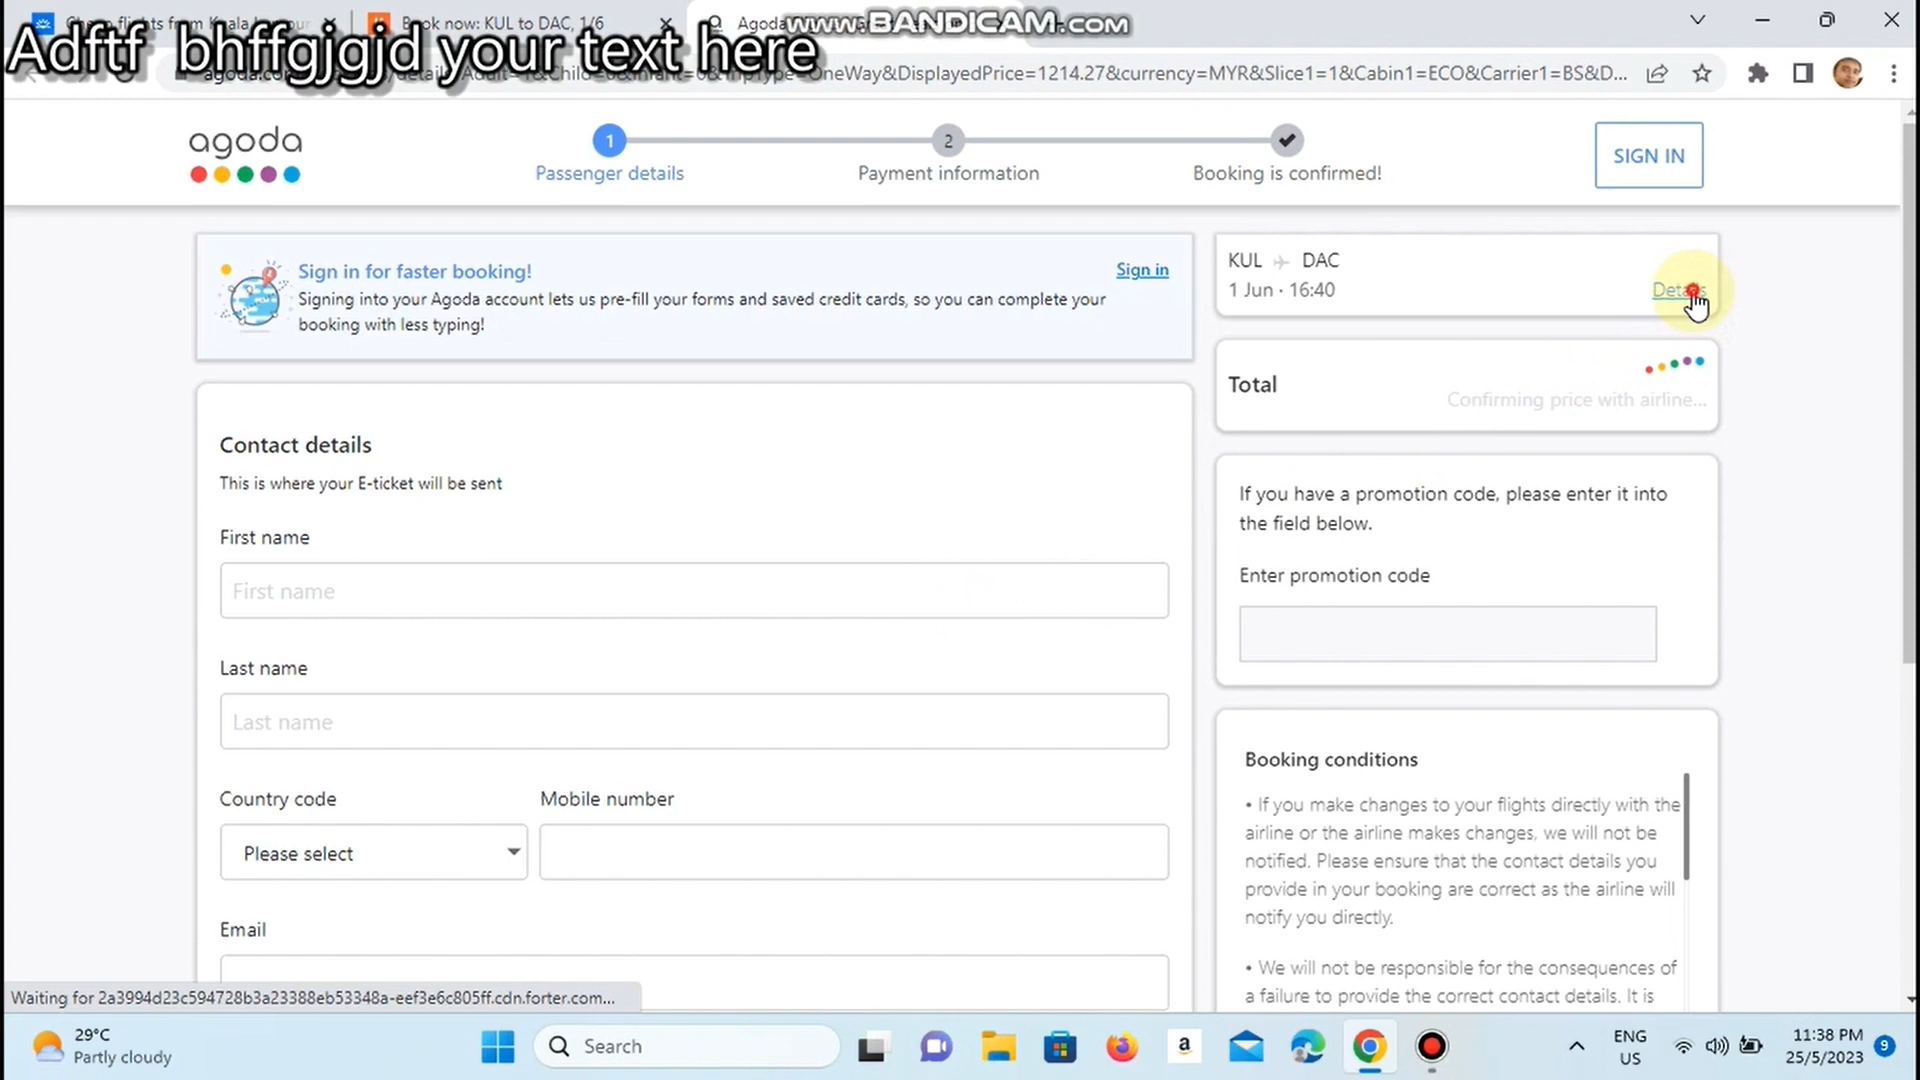 Book now: KUL to DAC, 1/6
www.BANDICAM.com
Adftf bhffgjgjd your text here
OneWay&DisplayedPrice=1214.27&currency=MYR&Slice1=1&Cabin1=ECO&Carrier1=BS&D...
agoda
1
2
Passenger details
Payment information
Booking is confirmed!
SIGN IN
Sign in for faster booking!
Sign in
Signing into your Agoda account lets us pre-fill your forms and saved credit cards, so you can complete your
booking with less typing!
KUL DAC
1 Jun · 16:40
Details
Total
Confirming price with airline...
Contact details
This is where your E-ticket will be sent
First name
First name
Last name
Last name
Country code
Mobile number
Please select
Email
If you have a promotion code, please enter it into
the field below.
Enter promotion code
Booking conditions
• If you make changes to your flights directly with the
airline or the airline makes changes, we will not be
notified. Please ensure that the contact details you
provide in your booking are correct as the airline will
notify you directly.
• We will not be responsible for the consequences of
a failure to provide the correct contact details. It is
Waiting for 2a3994d23c594728b3a23388eb53348a-eef3e6c805ff.cdn.forter.com...
29°C
Partly cloudy
Search
ENG
US
11:38 PM
25/5/2023
9